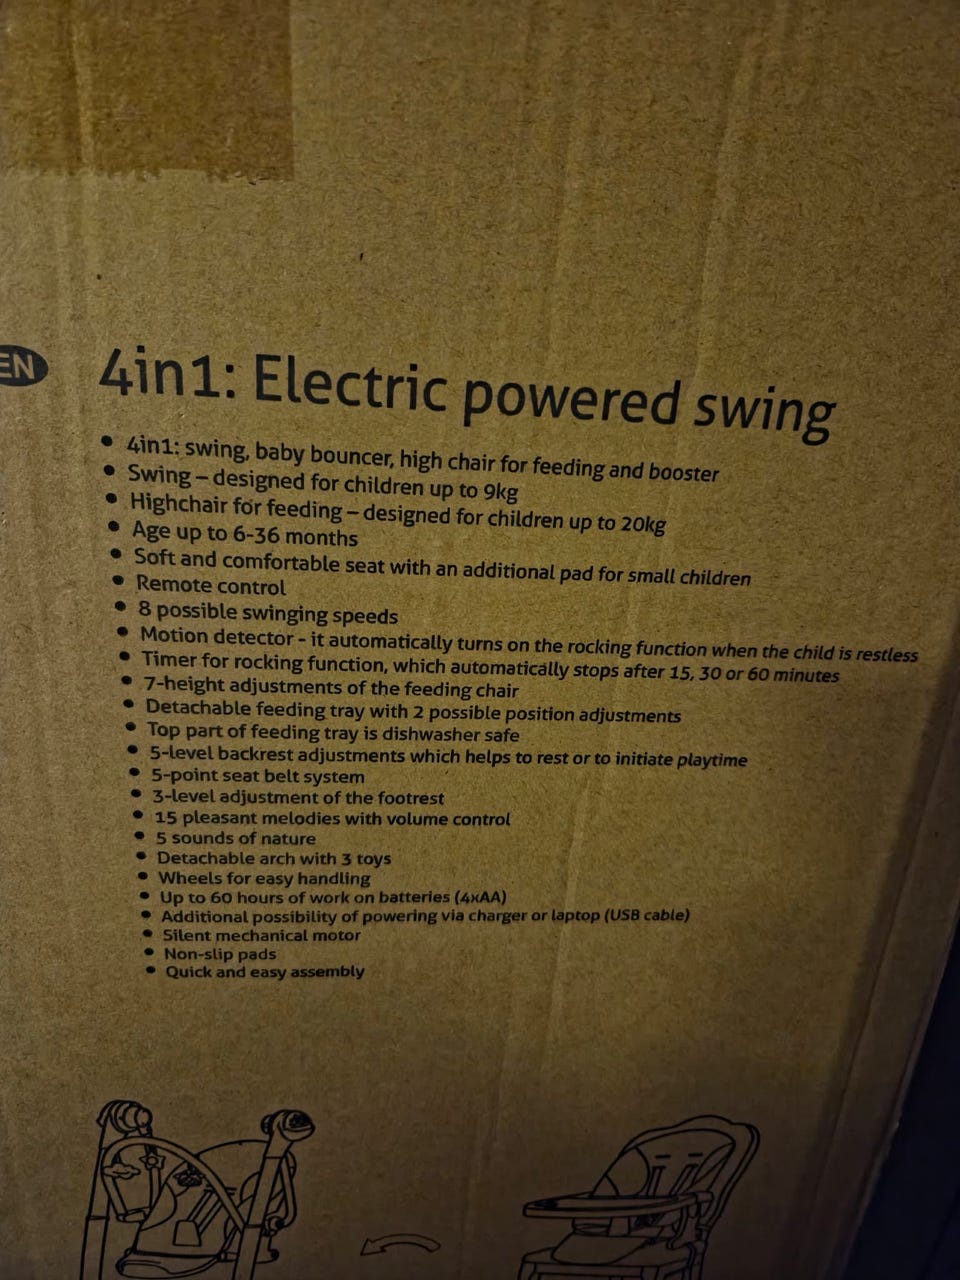 EN
4in1: Electric powered swing
• 4in1: swing, baby bouncer, high chair for feeding and booster
• Swing – designed for children up to 9kg
• Highchair for feeding – designed for children up to 20kg
• Age up to 6-36 months
• Soft and comfortable seat with an additional pad for small children
• Remote control
• 8 possible swinging speeds
• Motion detector - it automatically turns on the rocking function when the child is restless
• Timer for rocking function, which automatically stops after 15, 30 or 60 minutes
• 7-height adjustments of the feeding chair
• Detachable feeding tray with 2 possible position adjustments
• Top part of feeding tray is dishwasher safe
• 5-level backrest adjustments which helps to rest or to initiate playtime
• 5-point seat belt system
• 3-level adjustment of the footrest
• 15 pleasant melodies with volume control
• 5 sounds of nature
• Detachable arch with 3 toys
• Wheels for easy handling
• Up to 60 hours of work on batteries (4xAA)
• Additional possibility of powering via charger or laptop (USB cable)
• Silent mechanical motor
• Non-slip pads
• Quick and easy assembly